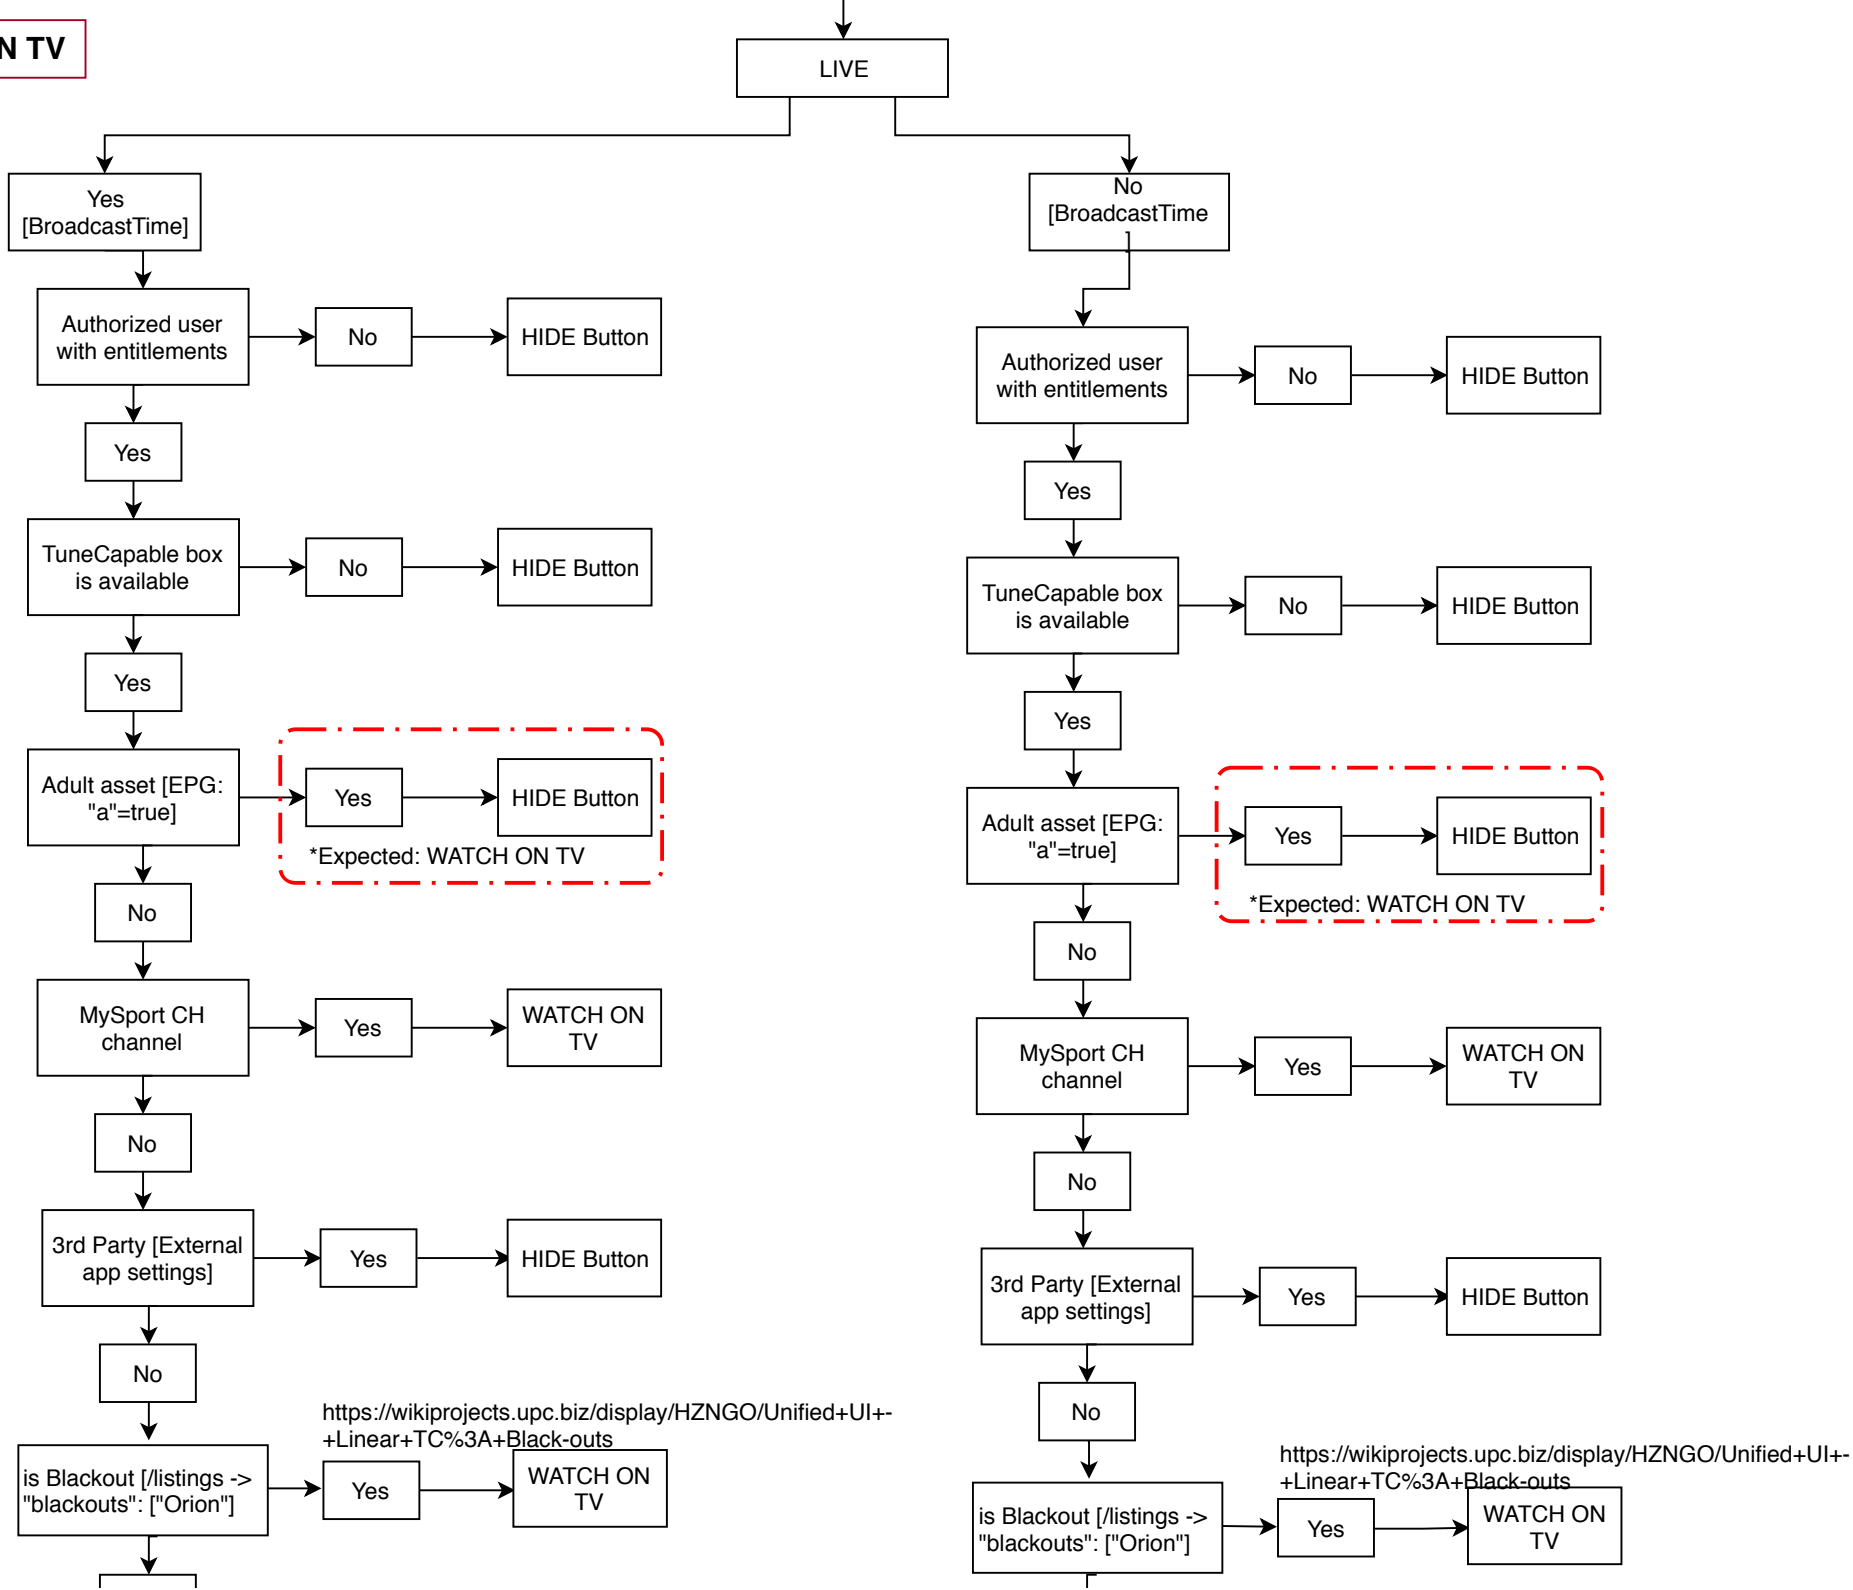 N TV
LIVE
Yes
[BroadcastTime]
Authorized user
with entitlements
No
HIDE Button
Yes
TuneCapable box
is available
No
HIDE Button
Yes
Adult asset [EPG:
"a"=true]
Yes
HIDE Button
*Expected: WATCH ON TV
No
MySport CH
channel
Yes
WATCH ON
TV
No
3rd Party [External
app settings]
Yes
HIDE Button
No
https://wikiprojects.upc.biz/display/HZNGO/Unified+UI+-
+Linear+TC%3A+Black-outs
is Blackout [/listings ->
"blackouts": ["Orion"]
Yes
WATCH ON
TV
No
[BroadcastTime
]
Authorized user
with entitlements
No
HIDE Button
Yes
TuneCapable box
is available
No
HIDE Button
Yes
Adult asset [EPG:
"a"=true]
Yes
HIDE Button
*Expected: WATCH ON TV
No
MySport CH
channel
Yes
WATCH ON
TV
No
3rd Party [External
app settings]
Yes
HIDE Button
No
https://wikiprojects.upc.biz/display/HZNGO/Unified+UI+-
+Linear+TC%3A+Black-outs
is Blackout [/listings ->
"blackouts": ["Orion"]
Yes
WATCH ON
TV